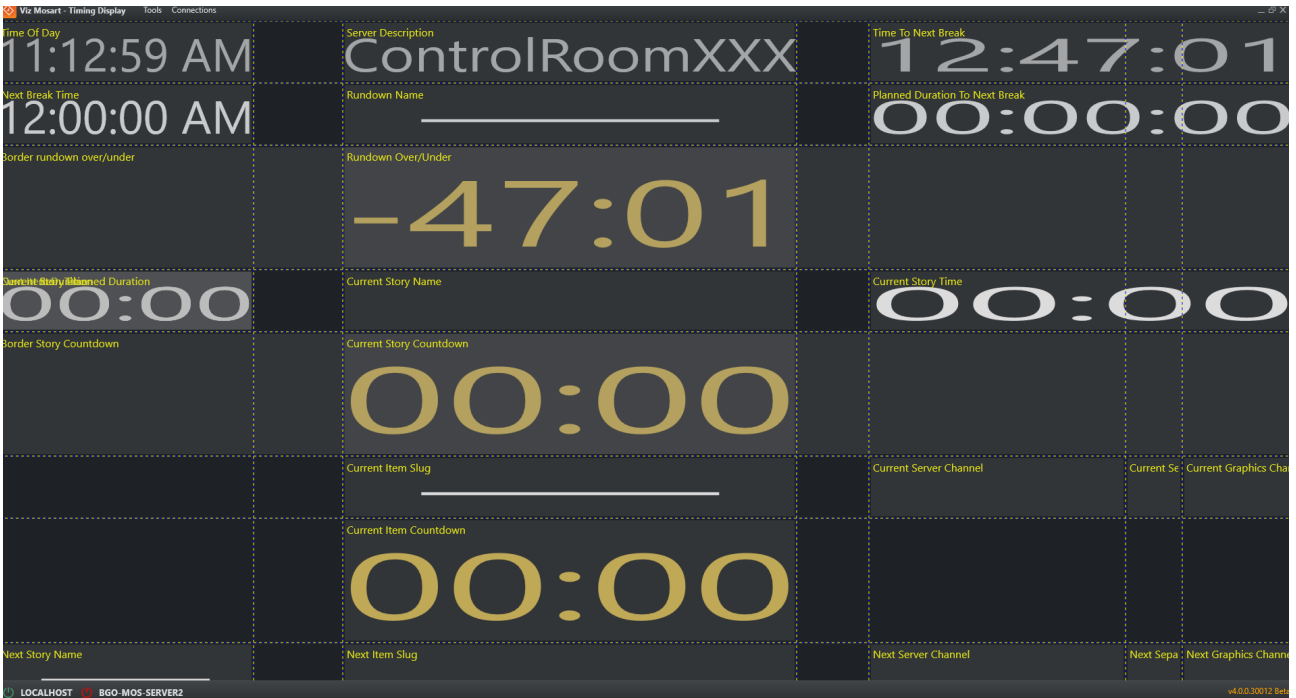 Viz Mosart - Timing Display Tools Connections
Time Of Day
11:12:59 AM
Server Description
ControlRoomXXX
Time To Next Break
12:47:01
Next Break Time
12:00:00 AM
Rundown Name
Planned Duration To Next Break
00:00:00
Border rundown over/under
Rundown Over/Under
-47:01
Planned Duration
00:00
Current Story Name
Current Story Time
00:00
Border Story Countdown
Current Story Countdown
00:00
Current Item Slug
Current Server Channel
Current Se
Current Graphics Cha
Current Item Countdown
00:00
Next Story Name
Next Item Slug
Next Server Channel
Next Sepa
Next Graphics Channe
LOCALHOST BGO-MOS-SERVER2
v4.0.0.30012 Beta